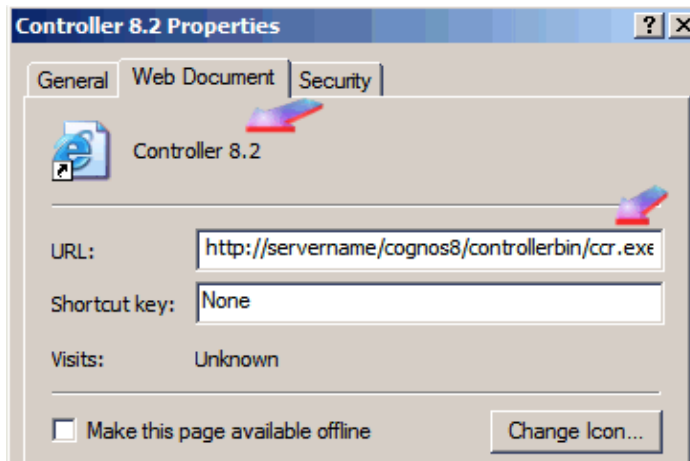 Controller 8.2 Properties
General Web Document Security
Controller 8.2
URL: http://servername/cognos8/controllerbin/ccr.exe
Shortcut key: None
Visits: Unknown
Make this page available offline Change Icon...